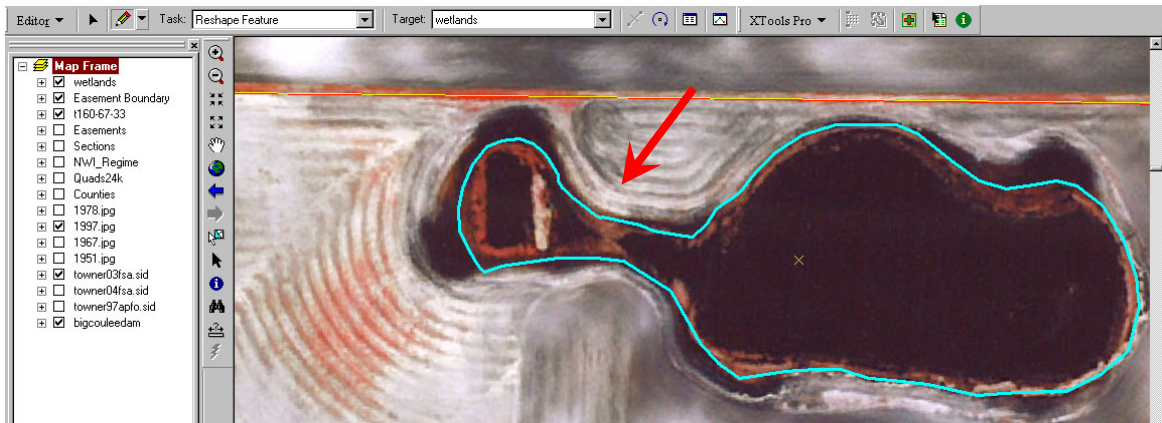 Editor Task: Reshape Feature Target: wetlands XTools Pro
Map Frame
wetlands
Easement Boundary
t160-67-33
Easements
Sections
NWI_Regime
Quads24k
Counties
1978.jpg
1997.jpg
1967.jpg
1951.jpg
towner03fsa.sid
towner04fsa.sid
towner97apfo.sid
bigcouleedam